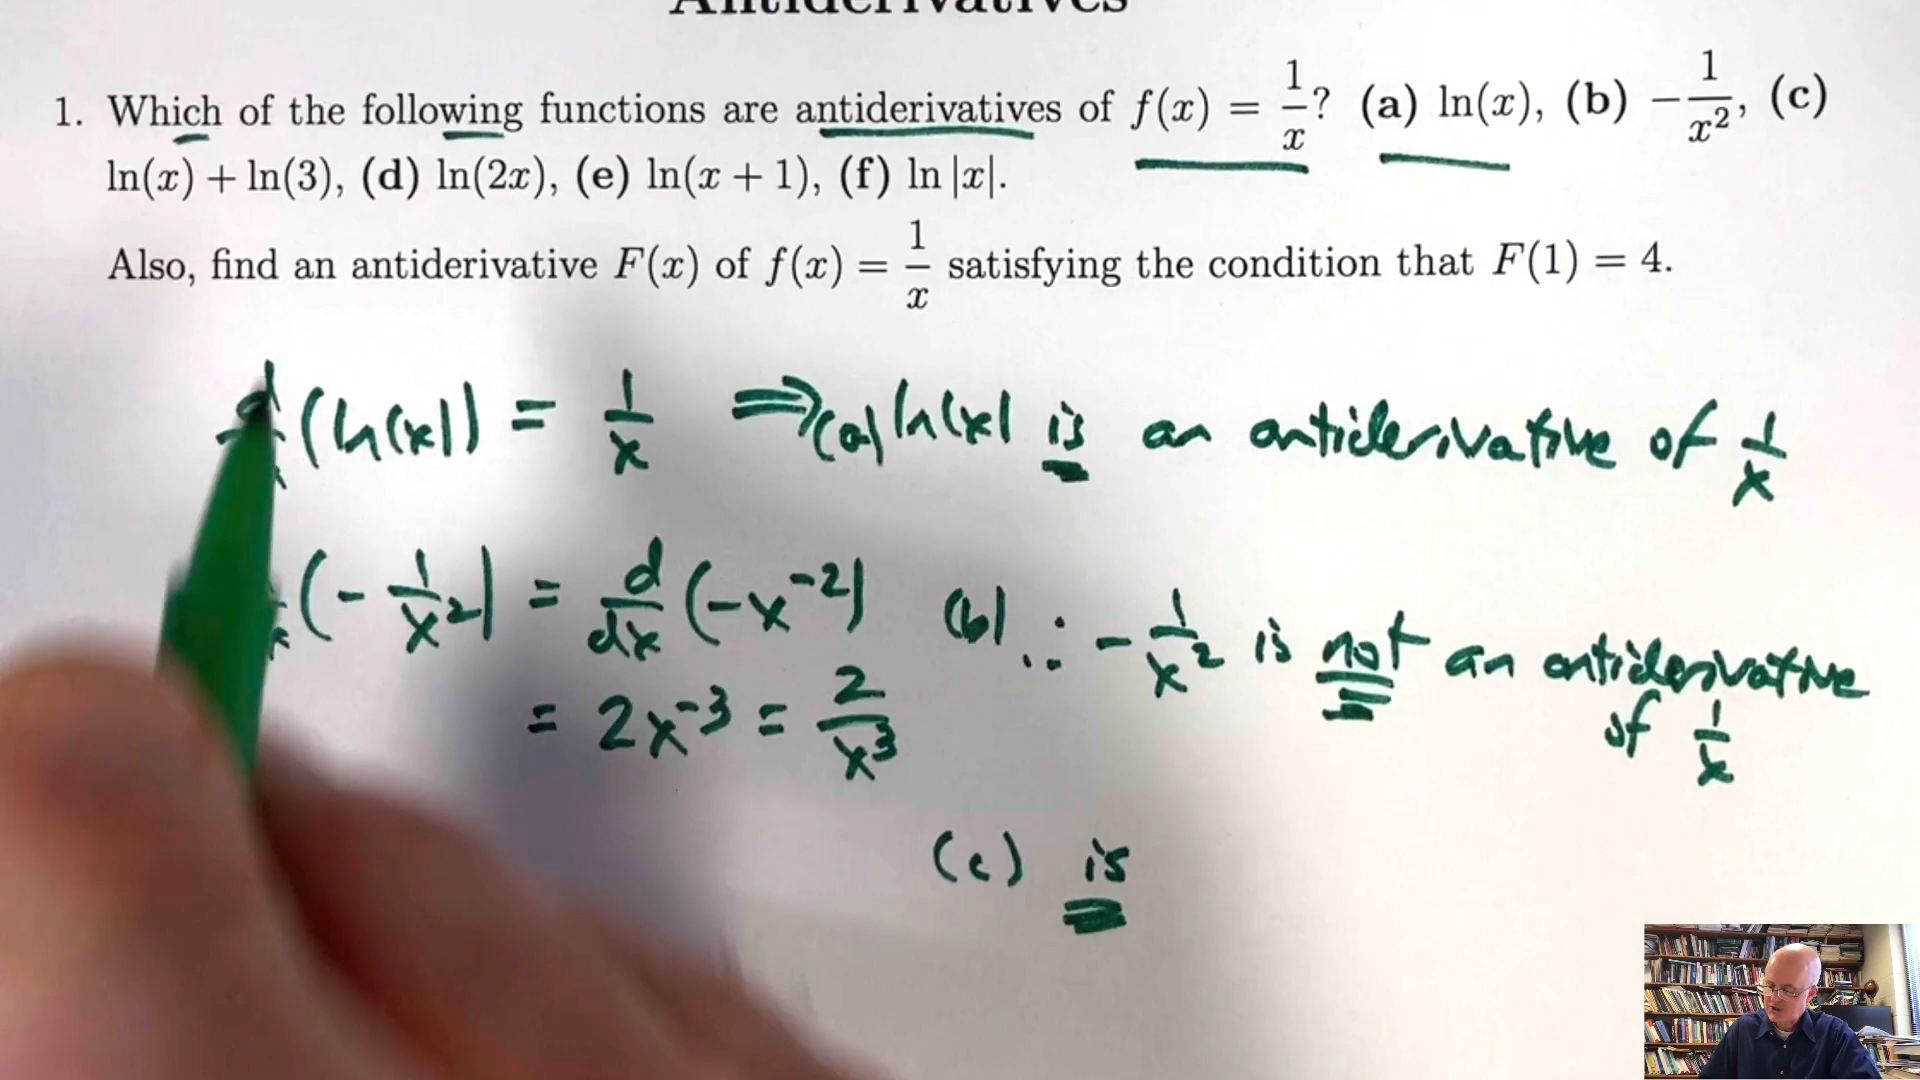 Antiderivatives
1. Which of the following functions are antiderivatives of f(x) = 1/x? (a) ln(x), (b) −1/x², (c)
ln(x) + ln(3), (d) ln(2x), (e) ln(x + 1), (f) ln |x|.
Also, find an antiderivative F(x) of f(x) = 1/x satisfying the condition that F(1) = 4.
d (ln(x)) = 1/x ⇒ (a) ln(x) is an antiderivative of 1/x
(−1/x²) = d/dx (−x⁻²) (b) ∴ −1/x² is not an antiderivative
= 2x⁻³ = 2/x³ of 1/x
(c) is